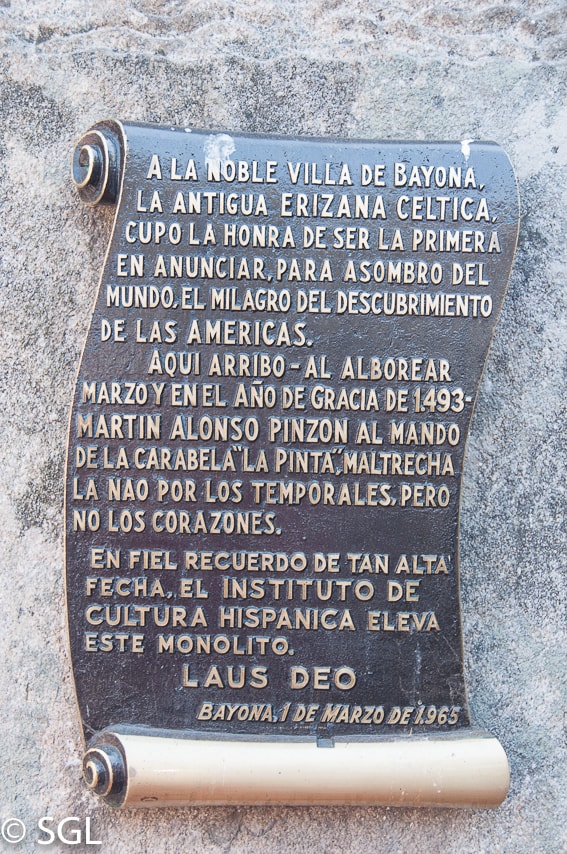 A LA NOBLE VILLA DE BAYONA,
LA ANTIGUA ERIZANA CELTICA,
CUPO LA HONRA DE SER LA PRIMERA
EN ANUNCIAR, PARA ASOMBRO DEL
MUNDO, EL MILAGRO DEL DESCUBRIMIENTO
DE LAS AMERICAS.
AQUI ARRIBO - AL ALBOREAR
MARZO Y EN EL AÑO DE GRACIA DE 1.493-
MARTIN ALONSO PINZON AL MANDO
DE LA CARABELA "LA PINTA", MALTRECHA
LA NAO POR LOS TEMPORALES, PERO
NO LOS CORAZONES.
EN FIEL RECUERDO DE TAN ALTA
FECHA, EL INSTITUTO DE
CULTURA HISPANICA ELEVA
ESTE MONOLITO.
LAUS DEO
BAYONA, 1 DE MARZO DE 1.965
© SGL